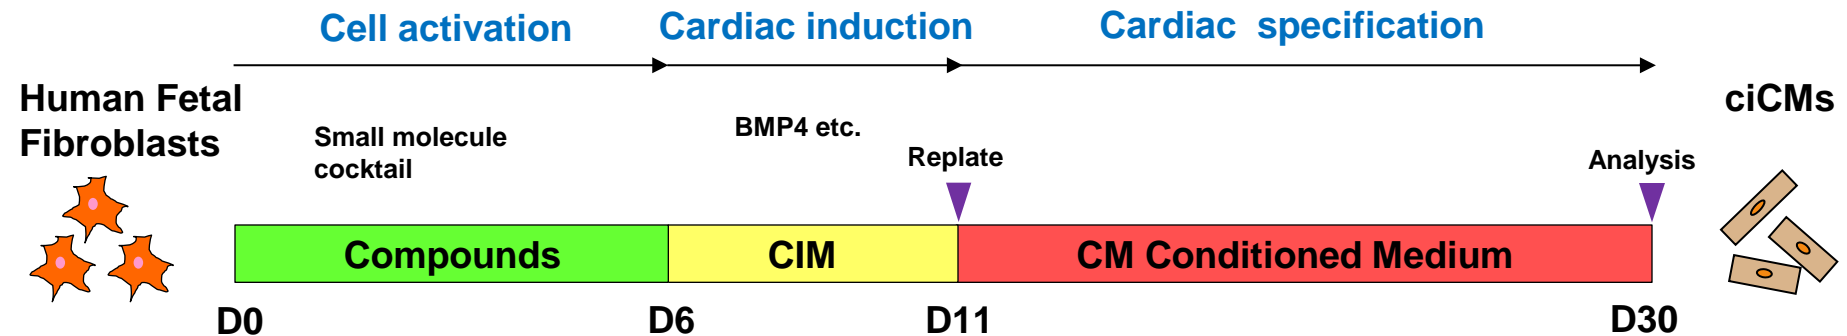 Cell activation
Cardiac induction
Cardiac specification
Human Fetal
Fibroblasts
ciCMs
Small molecule
cocktail
BMP4 etc.
Replate
Analysis
Compounds
CIM
CM Conditioned Medium
D0
D6
D11
D30